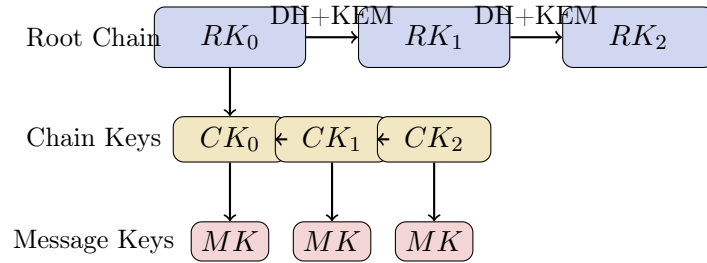 DH+KEM DH+KEM
Root Chain RK0 RK1 RK2
Chain Keys CK0 CK1 CK2
Message Keys MK MK MK